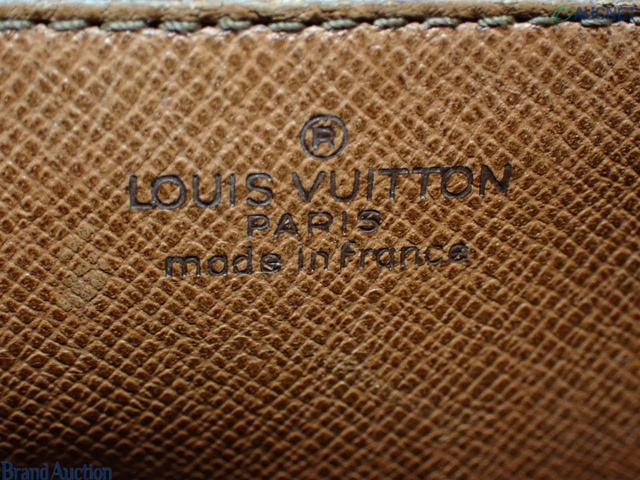 ®
LOUIS VUITTON
PARIS
made in France
Brand Auction